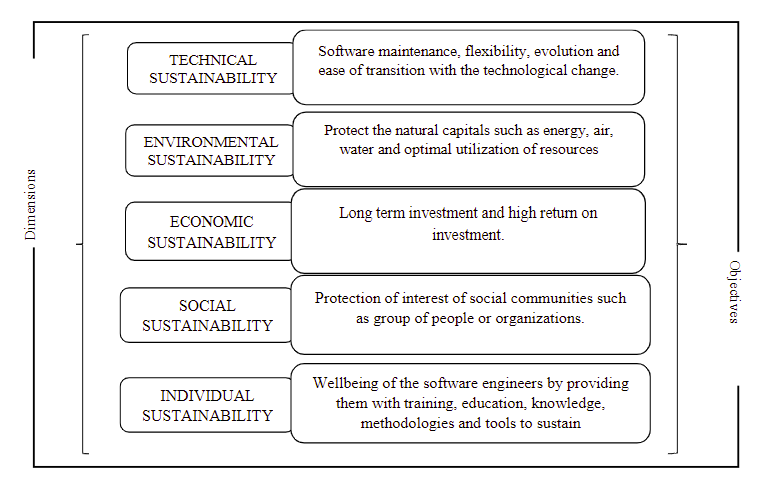 TECHNICAL
SUSTAINABILITY
Software maintenance, flexibility, evolution and
ease of transition with the technological change.
ENVIRONMENTAL
SUSTAINABILITY
Protect the natural capitals such as energy, air,
water and optimal utilization of resources
Dimensions
ECONOMIC
SUSTAINABILITY
Long term investment and high return on
investment.
Objectives
SOCIAL
SUSTAINABILITY
Protection of interest of social communities such
as group of people or organizations.
INDIVIDUAL
SUSTAINABILITY
Wellbeing of the software engineers by providing
them with training, education, knowledge,
methodologies and tools to sustain